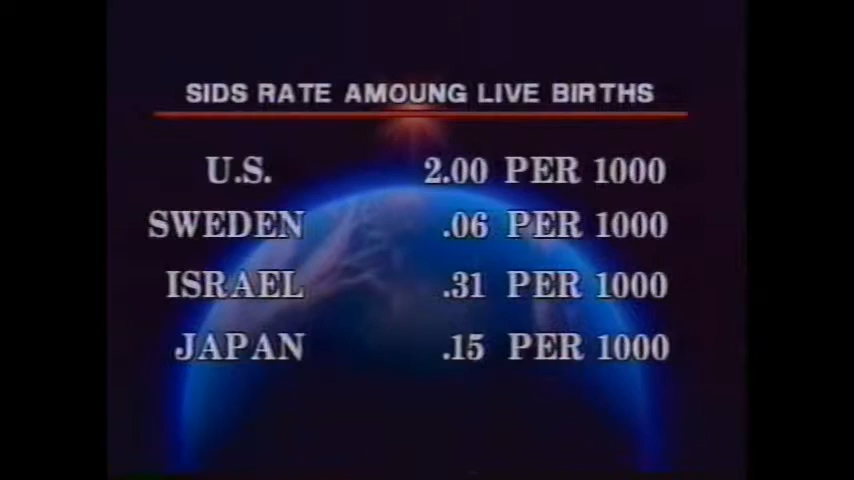 SIDS RATE AMOUNG LIVE BIRTHS
U.S. 2.00 PER 1000
SWEDEN .06 PER 1000
ISRAEL .31 PER 1000
JAPAN .15 PER 1000